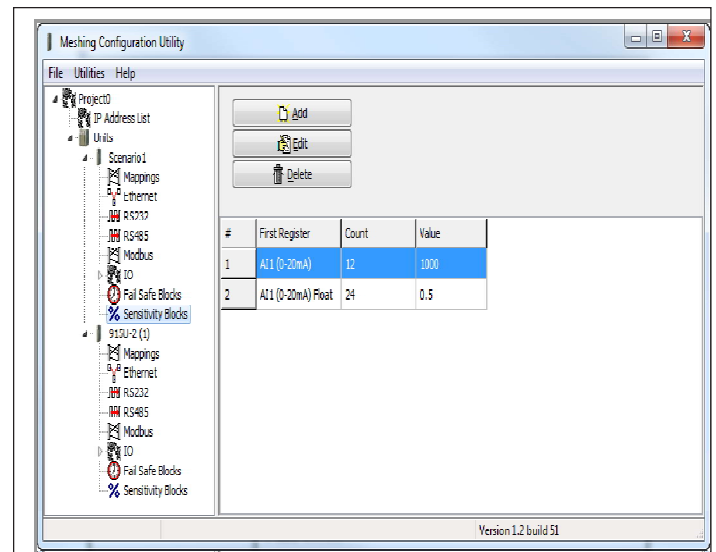 Meshing Configuration Utility
File Utilities Help
Project0
IP Address List
Units
Scenario1
Mappings
Ethernet
RS232
RS485
Modbus
IO
Fail Safe Blocks
Sensitivity Blocks
915U-2 (1)
Mappings
Ethernet
RS232
RS485
Modbus
IO
Fail Safe Blocks
Sensitivity Blocks
Add
Edit
Delete
# First Register Count Value
1 AI1 (0-20mA) 12 1000
2 AI1 (0-20mA) Float 24 0.5
Version 1.2 build 51